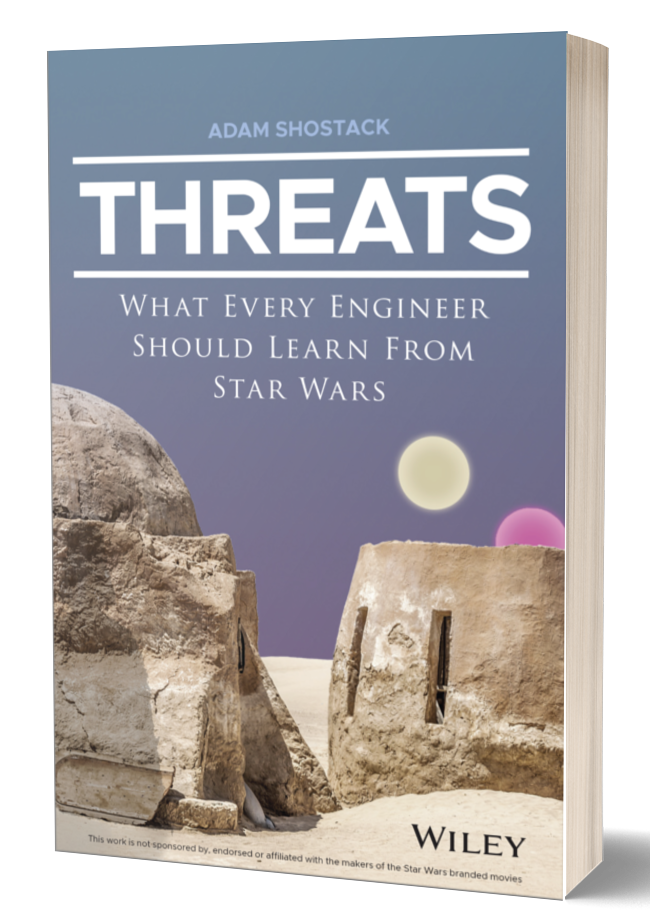 ADAM SHOSTACK
THREATS
WHAT EVERY ENGINEER
SHOULD LEARN FROM
STAR WARS
WILEY
This work is not sponsored by, endorsed or affiliated with the makers of the Star Wars branded movies